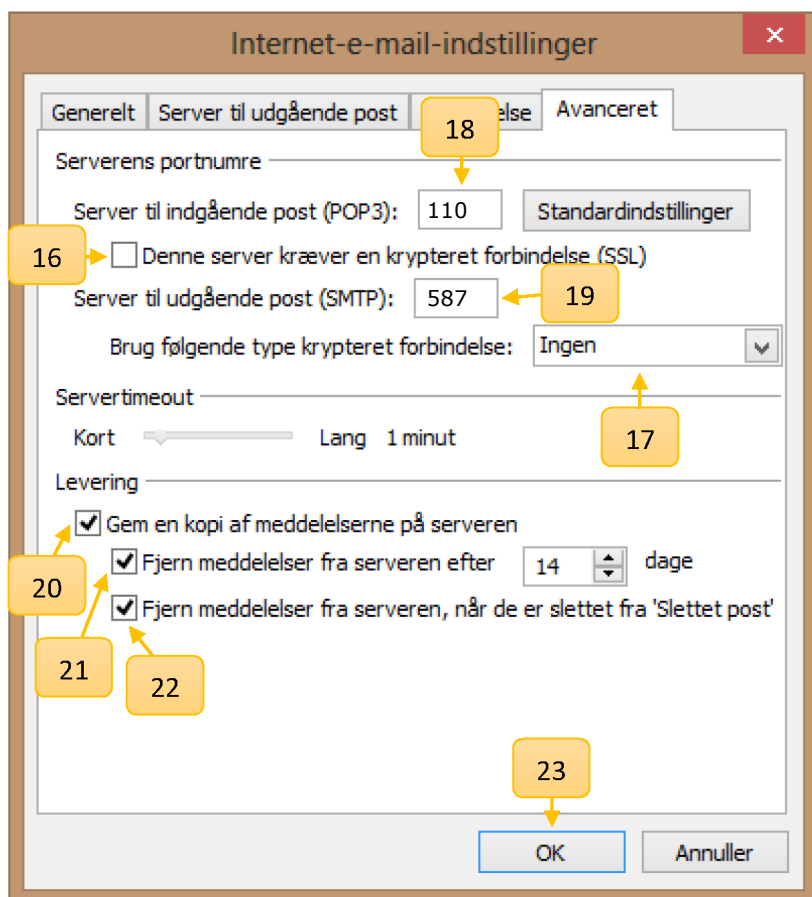 Internet-e-mail-indstillinger
Generelt Server til udgående post else Avanceret
18
Serverens portnumre
Server til indgående post (POP3): 110 Standardindstillinger
16 Denne server kræver en krypteret forbindelse (SSL)
Server til udgående post (SMTP): 587 19
Brug følgende type krypteret forbindelse: Ingen
Servertimeout
Kort Lang 1 minut 17
Levering
Gem en kopi af meddelelserne på serveren
20 Fjern meddelelser fra serveren efter 14 dage
Fjern meddelelser fra serveren, når de er slettet fra 'Slettet post'
21 22
23
OK Annuller